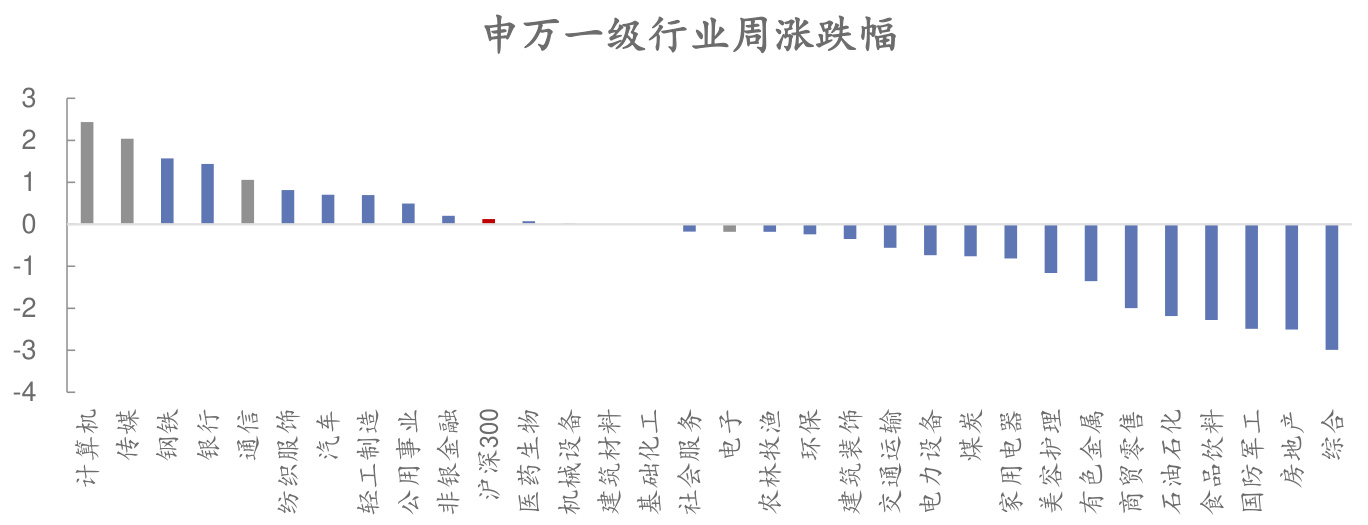 申万一级行业周涨跌幅
3
2
1
0
-1
-2
-3
-4
计算机
传媒
钢铁
银行
通信
纺织服饰
汽车
轻工制造
公用事业
非银金融
沪深300
医药生物
机械设备
建筑材料
基础化工
社会服务
电子
农林牧渔
环保
建筑装饰
交通运输
电力设备
煤炭
家用电器
美容护理
有色金属
商贸零售
石油石化
食品饮料
国防军工
房地产
综合